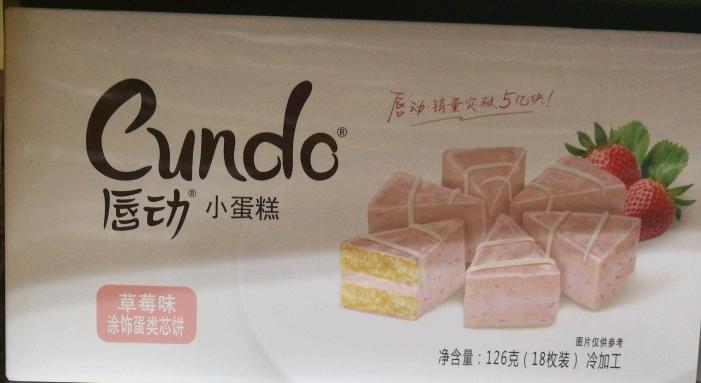 唇动·销量突破5亿块!
Cundo®
唇动®小蛋糕
草莓味
涂饰蛋类芯饼
图片仅供参考
净含量：126克（18枚装） 冷加工